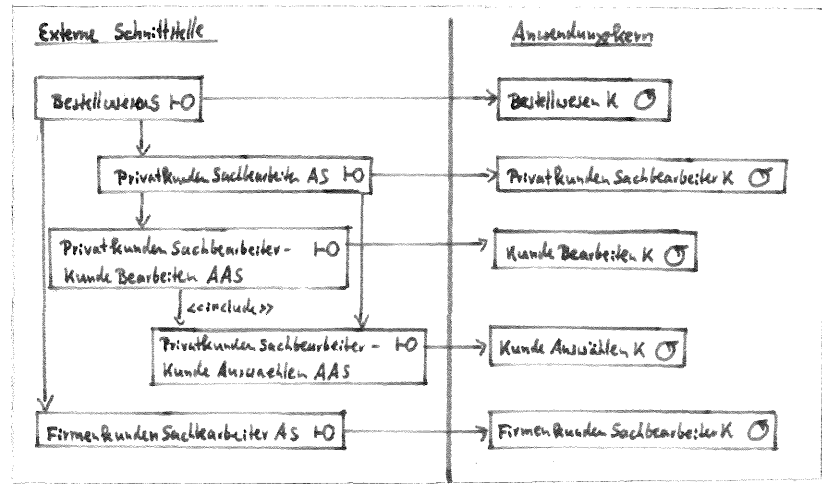 Externe Schnittstelle
Anwendungskern
Bestellwesen S
Bestellwesen K
Privatkunden Sachbearbeiter AS
Privatkunden Sachbearbeiter K
Privatkunden Sachbearbeiter-
Kunde Bearbeiten AAS
Kunde Bearbeiten K
<<include>>
Privatkunden Sachbearbeiter-
Kunde Auswaehlen AAS
Kunde Auswählen K
Firmenkunden Sachbearbeiter AS
Firmenkunden Sachbearbeiter K